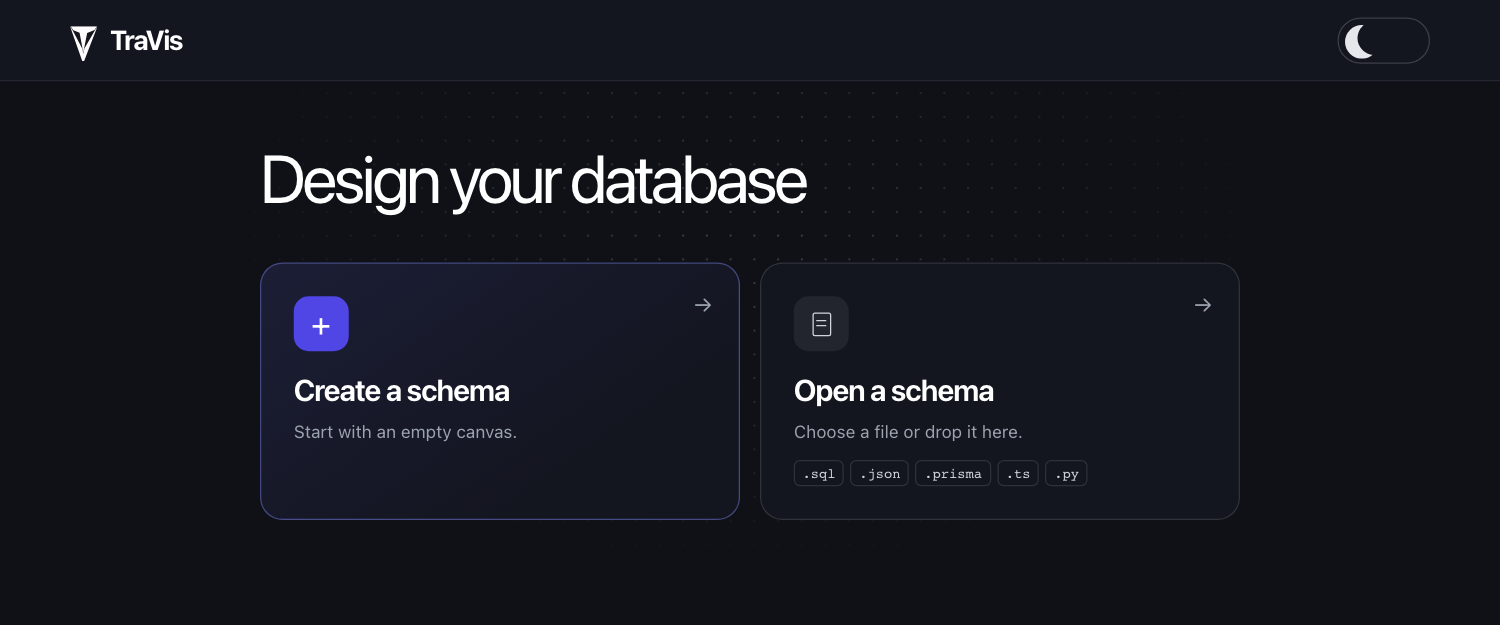 TraVis
Design your database
Create a schema
Start with an empty canvas.
Open a schema
Choose a file or drop it here.
.sql .json .prisma .ts .py